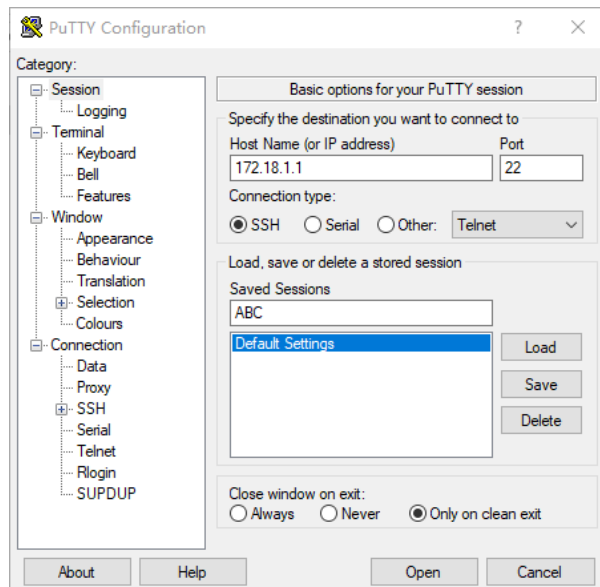 PuTTY Configuration
?
Category:
Session
Logging
Terminal
Keyboard
Bell
Features
Window
Appearance
Behaviour
Translation
Selection
Colours
Connection
Data
Proxy
SSH
Serial
Telnet
Rlogin
SUPDUP
Basic options for your PuTTY session
Specify the destination you want to connect to
Host Name (or IP address) Port
172.18.1.1 22
Connection type:
SSH Serial Other: Telnet
Load, save or delete a stored session
Saved Sessions
ABC
Default Settings
Load
Save
Delete
Close window on exit:
Always Never Only on clean exit
About Help Open Cancel